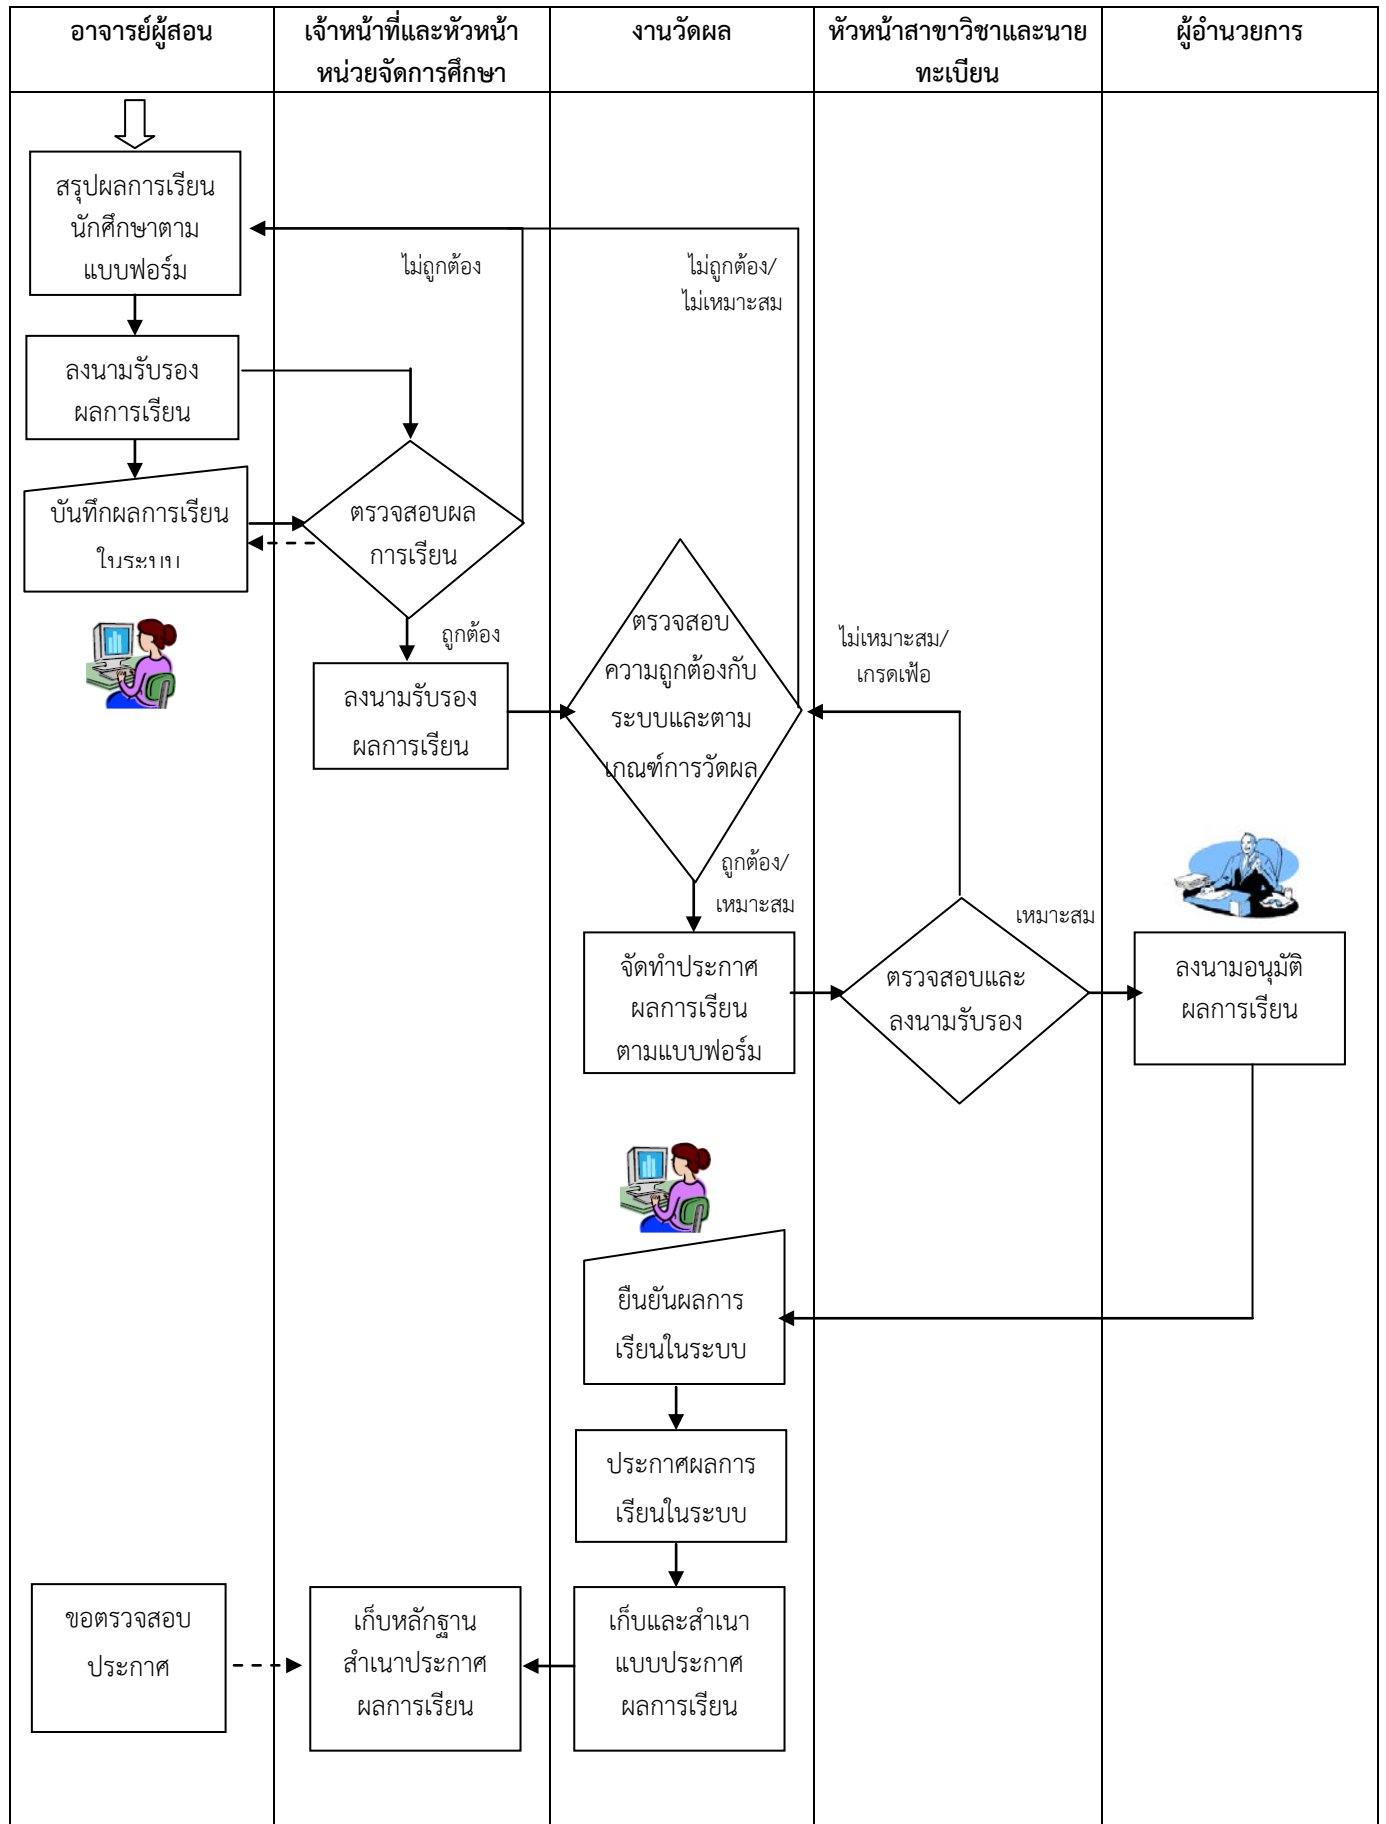 อาจารย์ผู้สอน
เจ้าหน้าที่และหัวหน้า
หน่วยจัดการศึกษา
งานวัดผล
หัวหน้าสาขาวิชาและนาย
ทะเบียน
ผู้อำนวยการ
สรุปผลการเรียน
นักศึกษาตาม
แบบฟอร์ม
ไม่ถูกต้อง
ไม่ถูกต้อง/
ไม่เหมาะสม
ลงนามรับรอง
ผลการเรียน
บันทึกผลการเรียน
ในระบบ
ตรวจสอบผล
การเรียน
ถูกต้อง
ลงนามรับรอง
ผลการเรียน
ตรวจสอบ
ความถูกต้องกับ
ระบบและตาม
เกณฑ์การวัดผล
ไม่เหมาะสม/
เกรดเฟ้อ
ถูกต้อง/
เหมาะสม
จัดทำประกาศ
ผลการเรียน
ตามแบบฟอร์ม
ตรวจสอบและ
ลงนามรับรอง
เหมาะสม
ลงนามอนุมัติ
ผลการเรียน
ยืนยันผลการ
เรียนในระบบ
ประกาศผลการ
เรียนในระบบ
ขอตรวจสอบ
ประกาศ
เก็บหลักฐาน
สำเนาประกาศ
ผลการเรียน
เก็บและสำเนา
แบบประกาศ
ผลการเรียน